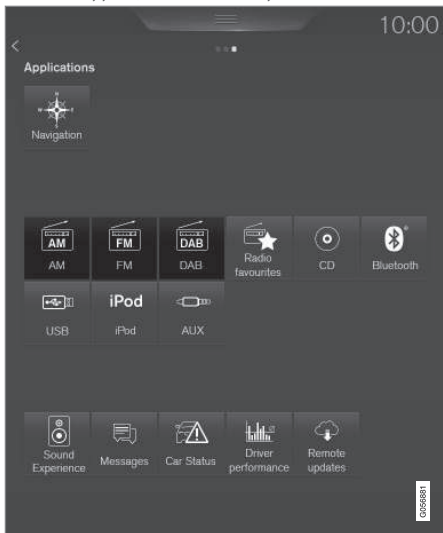 10:00
Applications
Navigation
AM FM DAB
AM FM DAB Radio favourites CD Bluetooth
iPod
USB iPod AUX
Sound Experience Messages Car Status Driver performance Remote updates
G056881